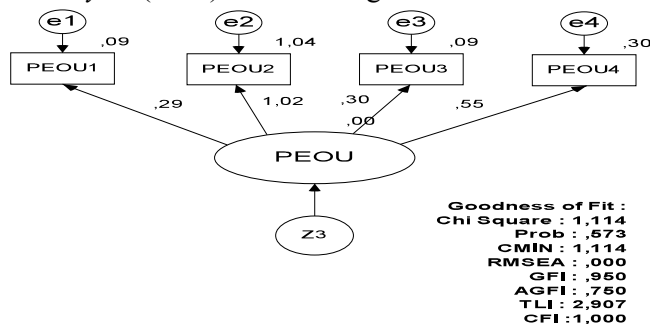 e1 e2 e3 e4
,09 1,04 ,09 ,30
PEOU1 PEOU2 PEOU3 PEOU4
,29 1,02 ,30 ,55
,00
PEOU
Z3
Goodness of Fit :
Chi Square : 1,114
Prob : ,573
CMIN : 1,114
RMSEA : ,000
GFI : ,950
AGFI : ,750
TLI : 2,907
CFI :1,000